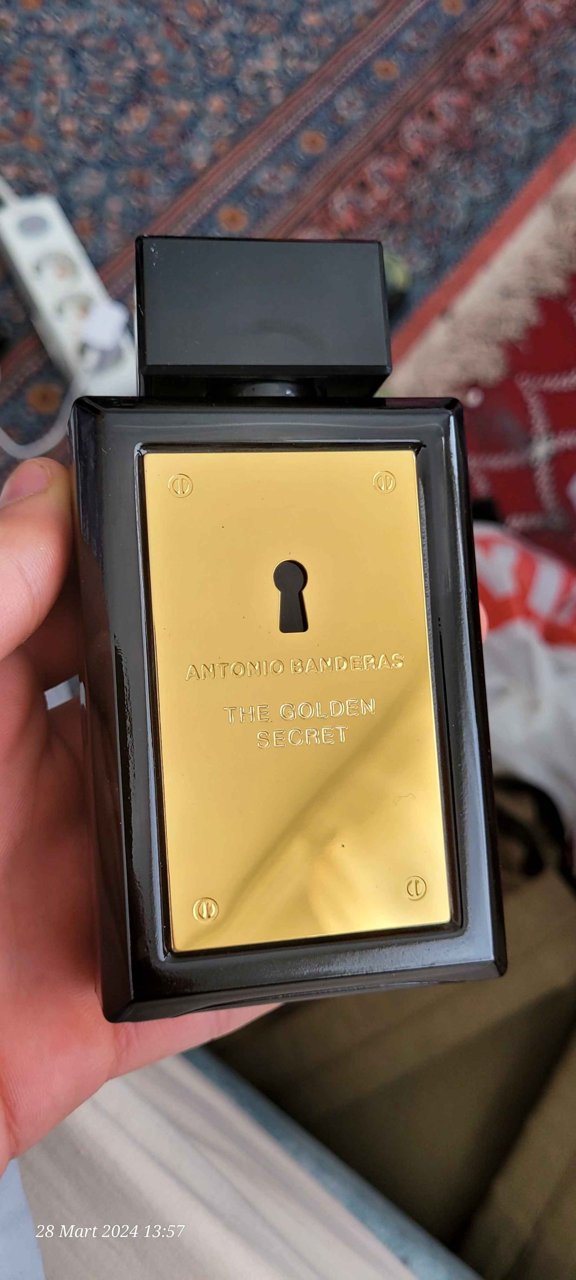 ANTONIO BANDERAS
THE GOLDEN
SECRET
28 Mart 2024 13:57